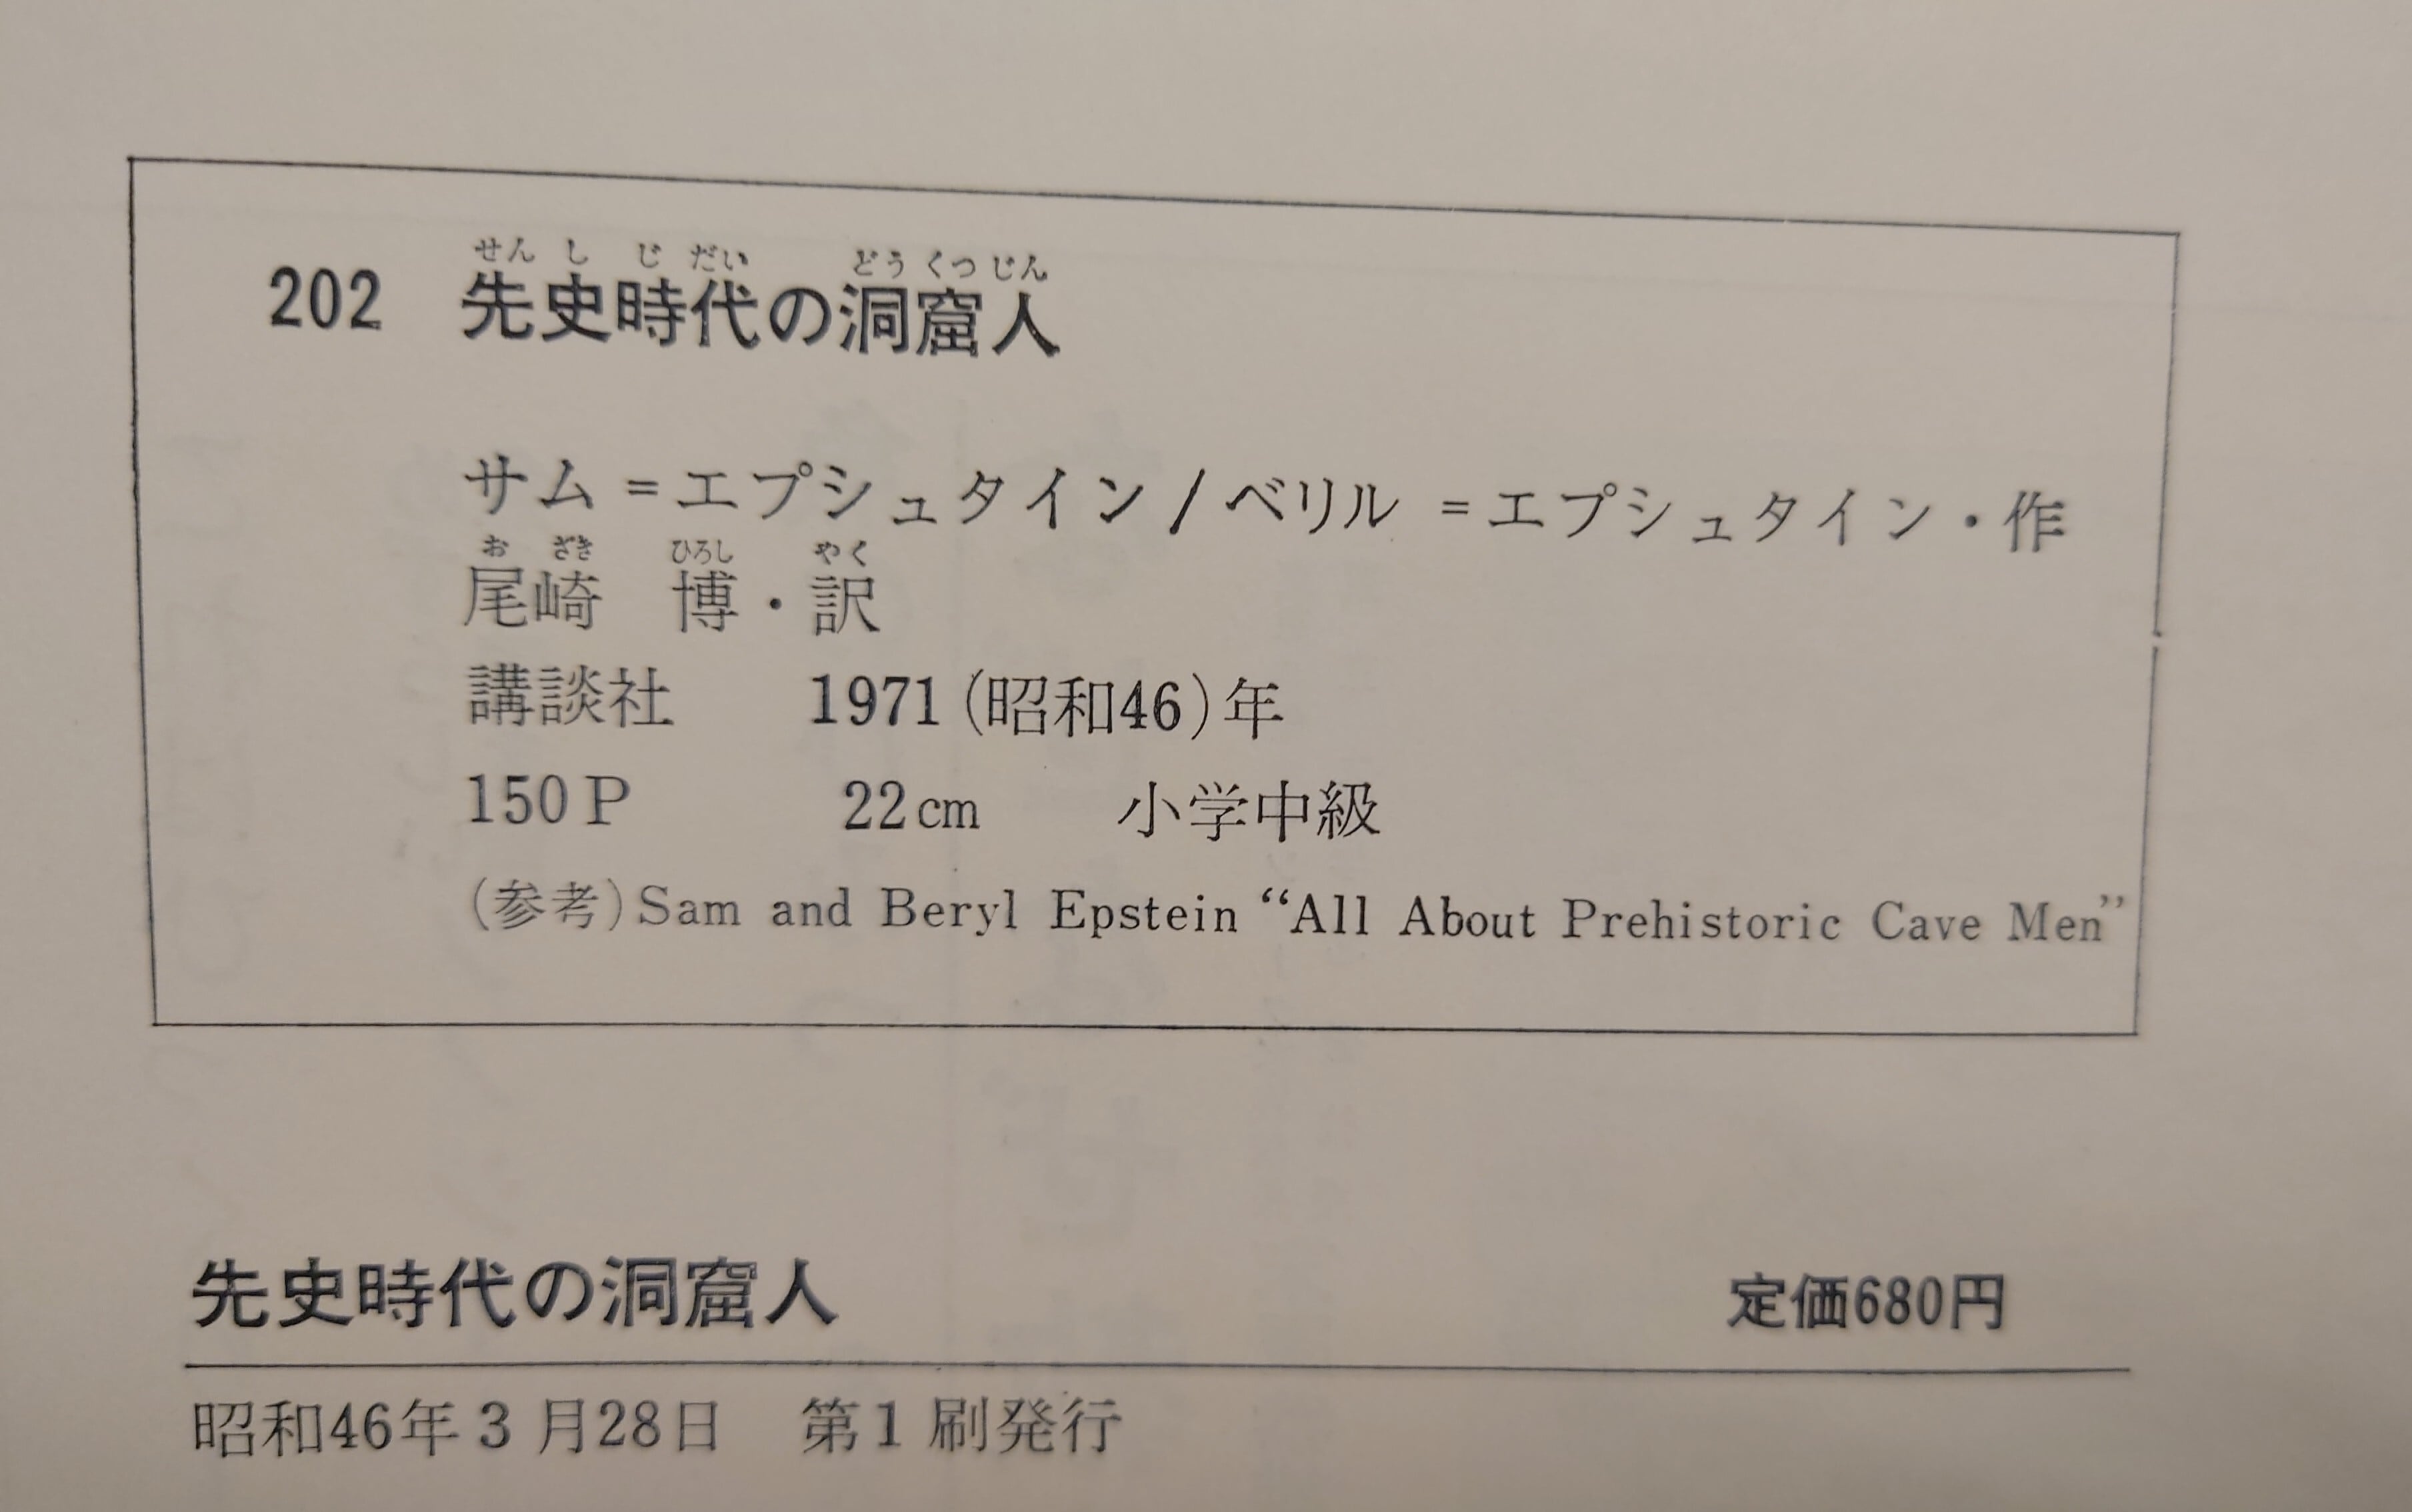 せんしじだい どうくつじん
202 先史時代の洞窟人
サム=エプシュタイン/ベリル=エプシュタイン・作
おざき ひろし やく
尾崎 博・訳
講談社 1971(昭和46)年
150P 22cm 小学中級
(参考)Sam and Beryl Epstein “All About Prehistoric Cave Men”
先史時代の洞窟人 定価680円
昭和46年3月28日 第1刷発行